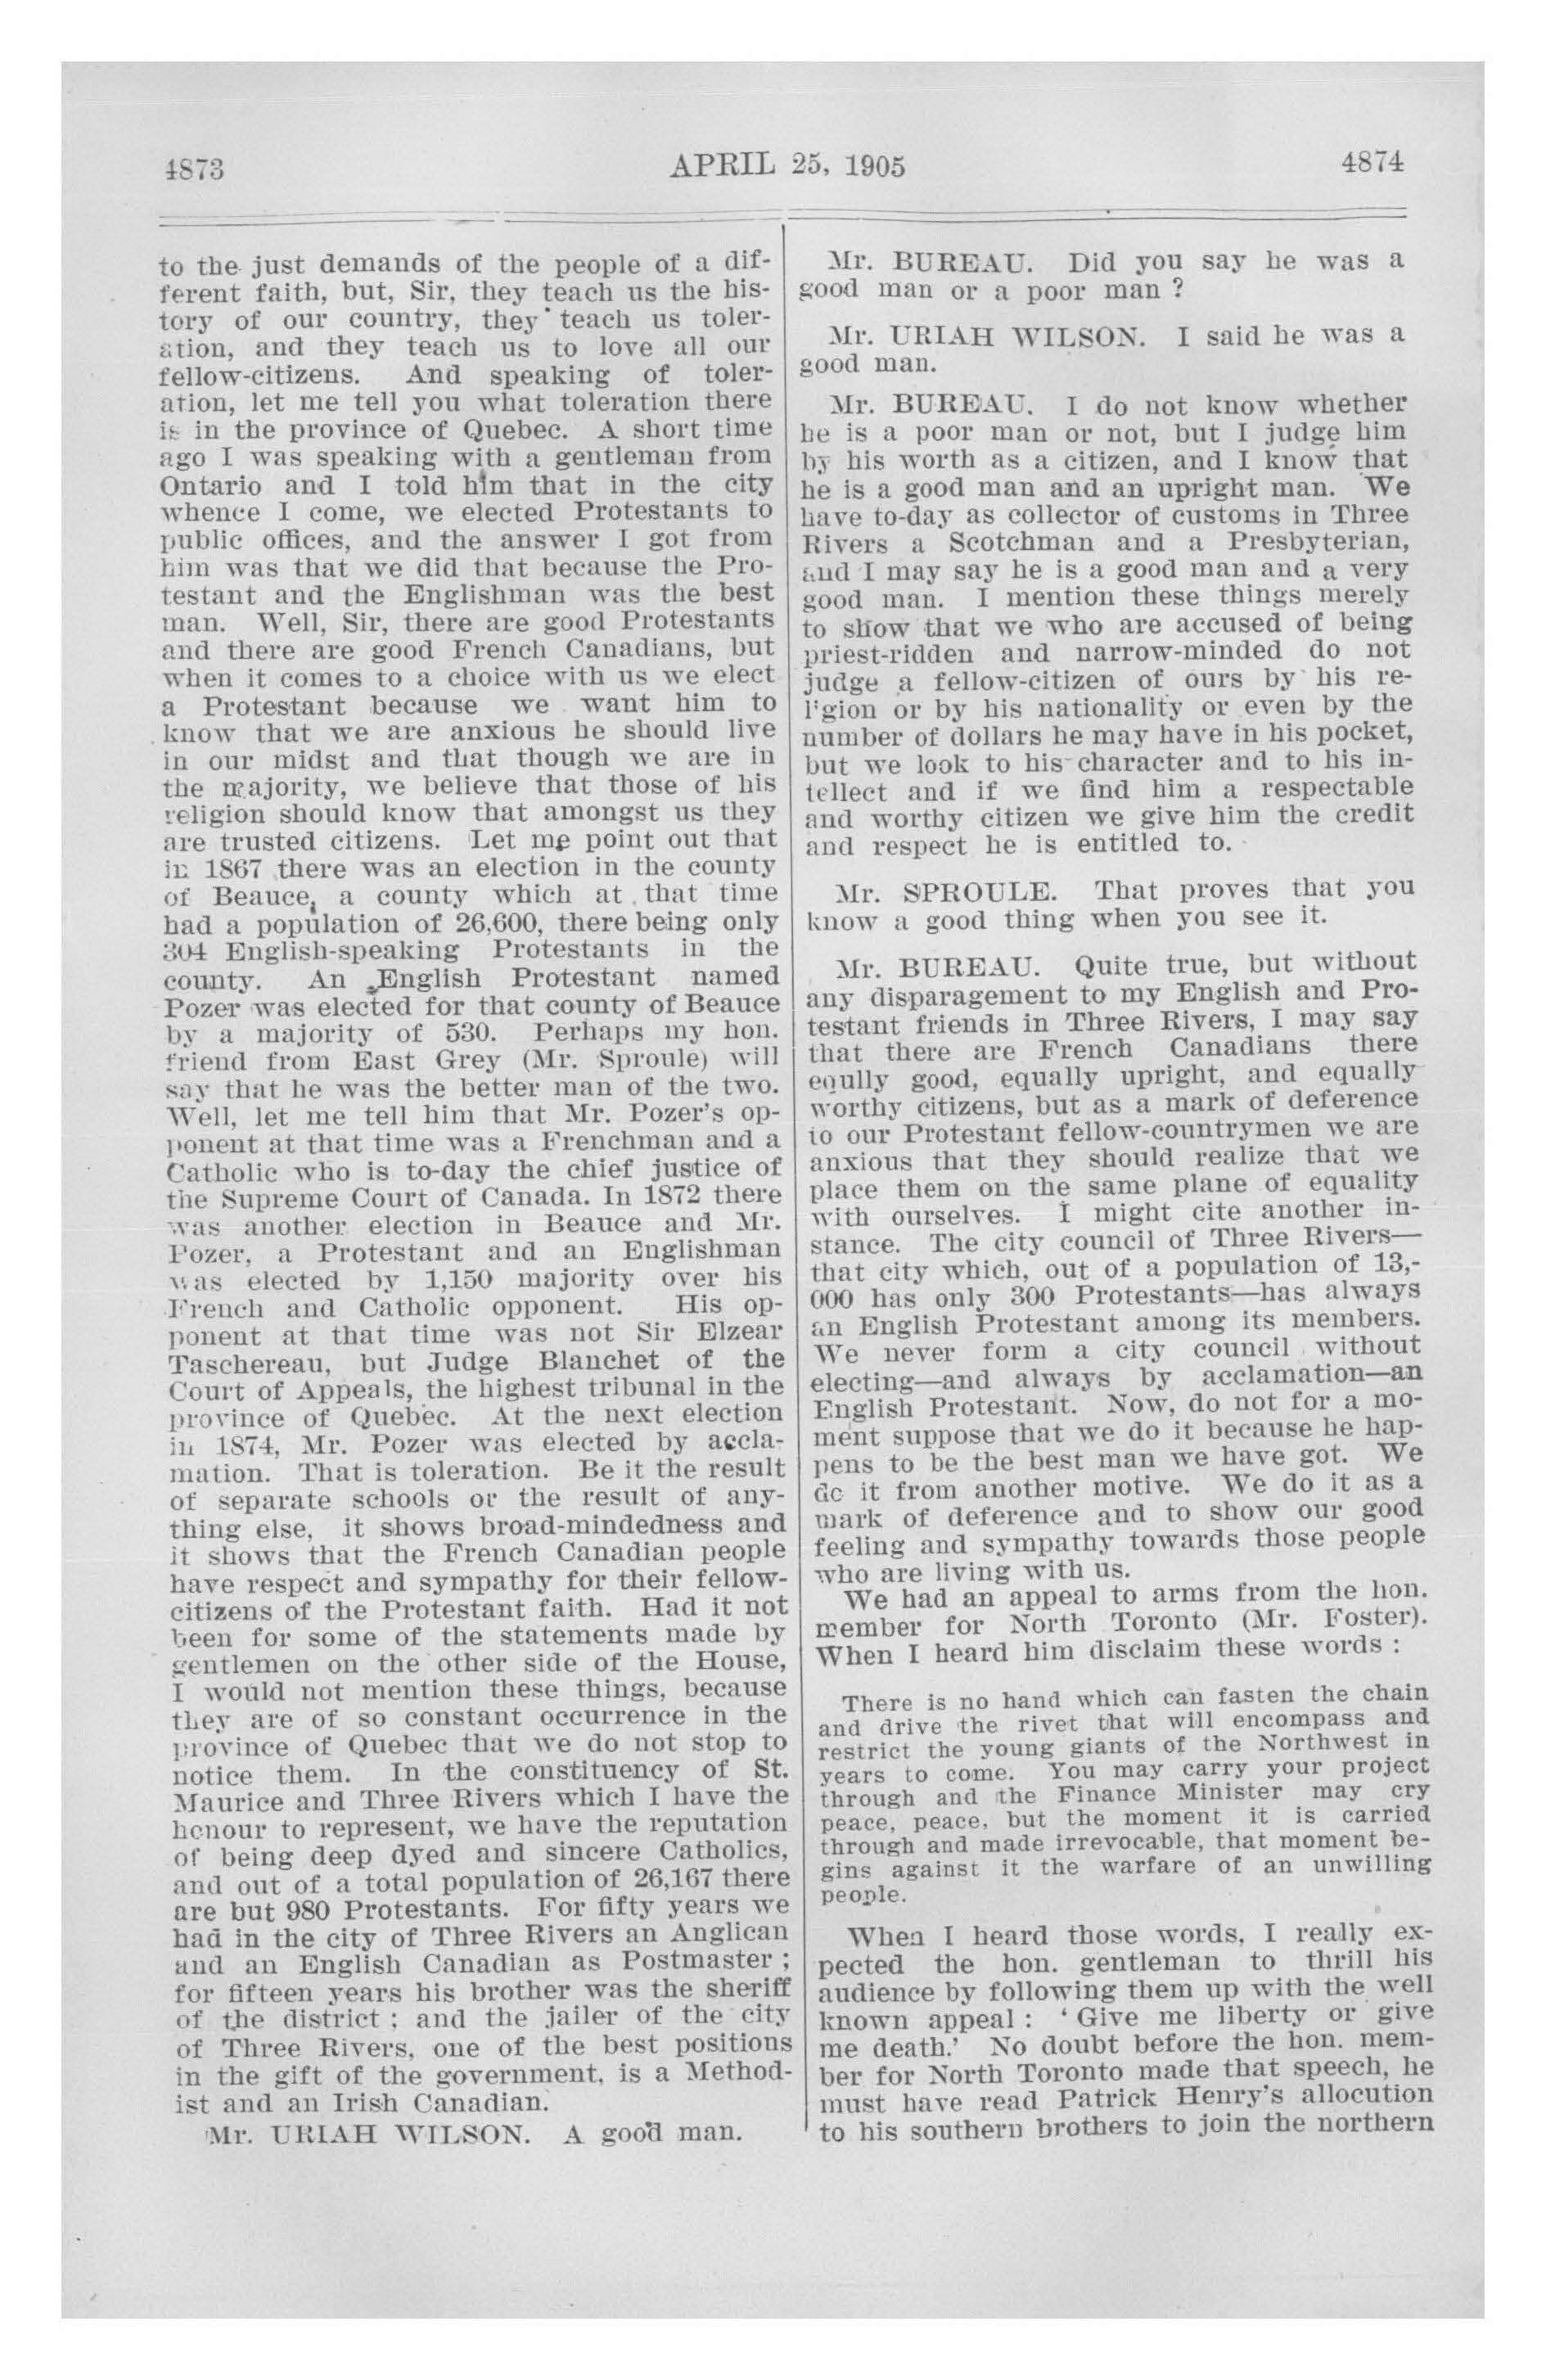 4873
APRIL 25, 1905
4874
to the just demands of the people of a dif-
ferent faith, but, Sir, they teach us the his-
tory of our country, they teach us toler-
ation, and they teach us to love all our
fellow-citizens. And speaking of toler-
ation, let me tell you what toleration there
is in the province of Quebec. A short time
ago I was speaking with a gentleman from
Ontario and I told him that in the city
whence I come, we elected Protestants to
public offices, and the answer I got from
him was that we did that because the Pro-
testant and the Englishman was the best
man. Well, Sir, there are good Protestants
and there are good French Canadians, but
when it comes to a choice with us we elect
a Protestant because we want him to
know that we are anxious he should live
in our midst and that though we are in
the majority, we believe that those of his
religion should know that amongst us they
are trusted citizens. Let me point out that
in 1867 there was an election in the county
of Beauce, a county which at that time
had a population of 26,600, there being only
304 English-speaking Protestants in the
county. An English Protestant named
Pozer was elected for that county of Beauce
by a majority of 530. Perhaps my hon.
friend from East Grey (Mr. Sproule) will
say that he was the better man of the two.
Well, let me tell him that Mr. Pozer's op-
ponent at that time was a Frenchman and a
Catholic who is to-day the chief justice of
the Supreme Court of Canada. In 1872 there
was another election in Beauce and Mr.
Pozer, a Protestant and an Englishman
was elected by 1,150 majority over his
French and Catholic opponent. His op-
ponent at that time was not Sir Elzear
Taschereau, but Judge Blanchet of the
Court of Appeals, the highest tribunal in the
province of Quebec. At the next election
in 1874, Mr. Pozer was elected by accla-
mation. That is toleration. Be it the result
of separate schools or the result of any-
thing else, it shows broad-mindedness and
it shows that the French Canadian people
have respect and sympathy for their fellow-
citizens of the Protestant faith. Had it not
been for some of the statements made by
gentlemen on the other side of the House,
I would not mention these things, because
they are of so constant occurrence in the
province of Quebec that we do not stop to
notice them. In the constituency of St.
Maurice and Three Rivers which I have the
honour to represent, we have the reputation
of being deep dyed and sincere Catholics,
and out of a total population of 26,167 there
are but 980 Protestants. For fifty years we
had in the city of Three Rivers an Anglican
and an English Canadian as Postmaster ;
for fifteen years his brother was the sheriff
of the district ; and the jailer of the city
of Three Rivers, one of the best positions
in the gift of the government, is a Method-
ist and an Irish Canadian.
Mr. URIAH WILSON. A good man.
Mr. BUREAU. Did you say he was a
good man or a poor man ?
Mr. URIAH WILSON. I said he was a
good man.
Mr. BUREAU. I do not know whether
he is a poor man or not, but I judge him
by his worth as a citizen, and I know that
he is a good man and an upright man. We
have to-day as collector of customs in Three
Rivers a Scotchman and a Presbyterian,
and I may say he is a good man and a very
good man. I mention these things merely
to show that we who are accused of being
priest-ridden and narrow-minded do not
judge a fellow-citizen of ours by his re-
ligion or by his nationality or even by the
number of dollars he may have in his pocket,
but we look to his character and to his in-
tellect and if we find him a respectable
and worthy citizen we give him the credit
and respect he is entitled to.
Mr. SPROULE. That proves that you
know a good thing when you see it.
Mr. BUREAU. Quite true, but without
any disparagement to my English and Pro-
testant friends in Three Rivers, I may say
that there are French Canadians there
eqully good, equally upright, and equally
worthy citizens, but as a mark of deference
to our Protestant fellow-countrymen we are
anxious that they should realize that we
place them on the same plane of equality
with ourselves. I might cite another in-
stance. The city council of Three Rivers—
that city which, out of a population of 13,-
000 has only 300 Protestants—has always
an English Protestant among its members.
We never form a city council without
electing—and always by acclamation—an
English Protestant. Now, do not for a mo-
ment suppose that we do it because he hap-
pens to be the best man we have got. We
do it from another motive. We do it as a
mark of deference and to show our good
feeling and sympathy towards those people
who are living with us.
We had an appeal to arms from the hon.
member for North Toronto (Mr. Foster).
When I heard him disclaim these words :
There is no hand which can fasten the chain
and drive the rivet that will encompass and
restrict the young giants of the Northwest in
years to come. You may carry your project
through and the Finance Minister may cry
peace, peace, but the moment it is carried
through and made irrevocable, that moment be-
gins against it the warfare of an unwilling
people.
When I heard those words, I really ex-
pected the hon. gentleman to thrill his
audience by following them up with the well
known appeal : ' Give me liberty or give
me death.' No doubt before the hon. mem-
ber for North Toronto made that speech, he
must have read Patrick Henry's allocution
to his southern brothers to join the northern